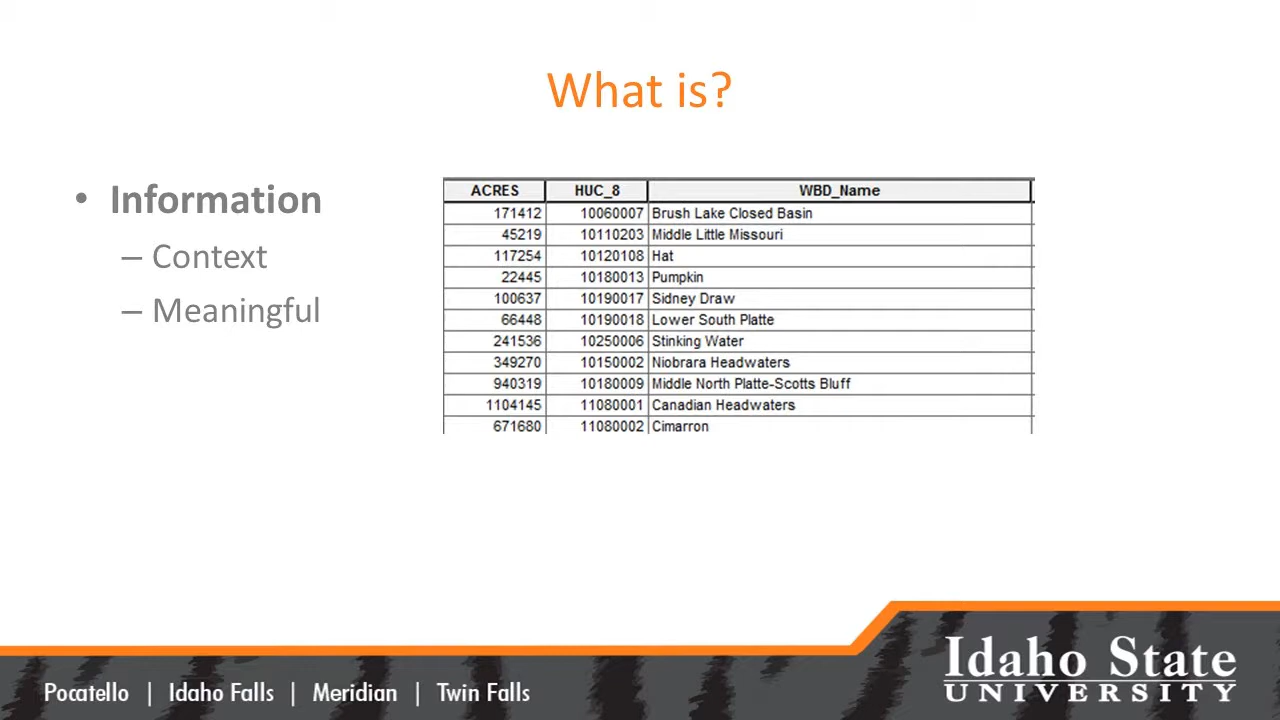 What is?
• Information
– Context
– Meaningful
ACRES HUC_8 WBD_Name
171412 10060007 Brush Lake Closed Basin
45219 10110203 Middle Little Missouri
117254 10120108 Hat
22445 10180013 Pumpkin
100637 10190017 Sidney Draw
66448 10190018 Lower South Platte
241536 10250006 Stinking Water
349270 10150002 Niobrara Headwaters
940319 10180009 Middle North Platte-Scotts Bluff
1104145 11080001 Canadian Headwaters
671680 11080002 Cimarron
Idaho State
UNIVERSITY
Pocatello | Idaho Falls | Meridian | Twin Falls